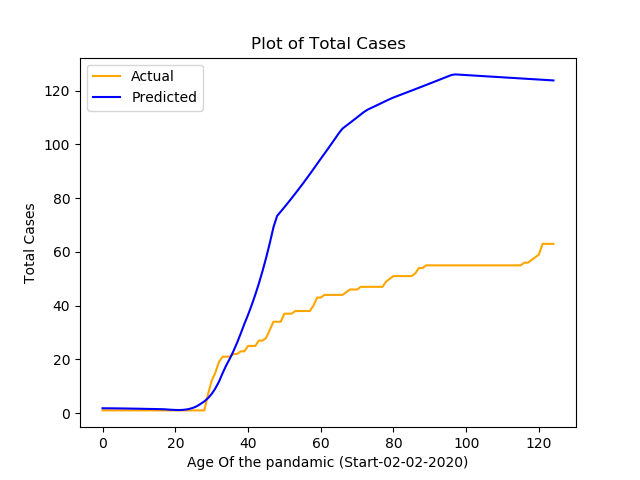 Plot of Total Cases
Actual
Predicted
120
100
80
60
40
20
0
Total Cases
0 20 40 60 80 100 120
Age Of the pandamic (Start-02-02-2020)